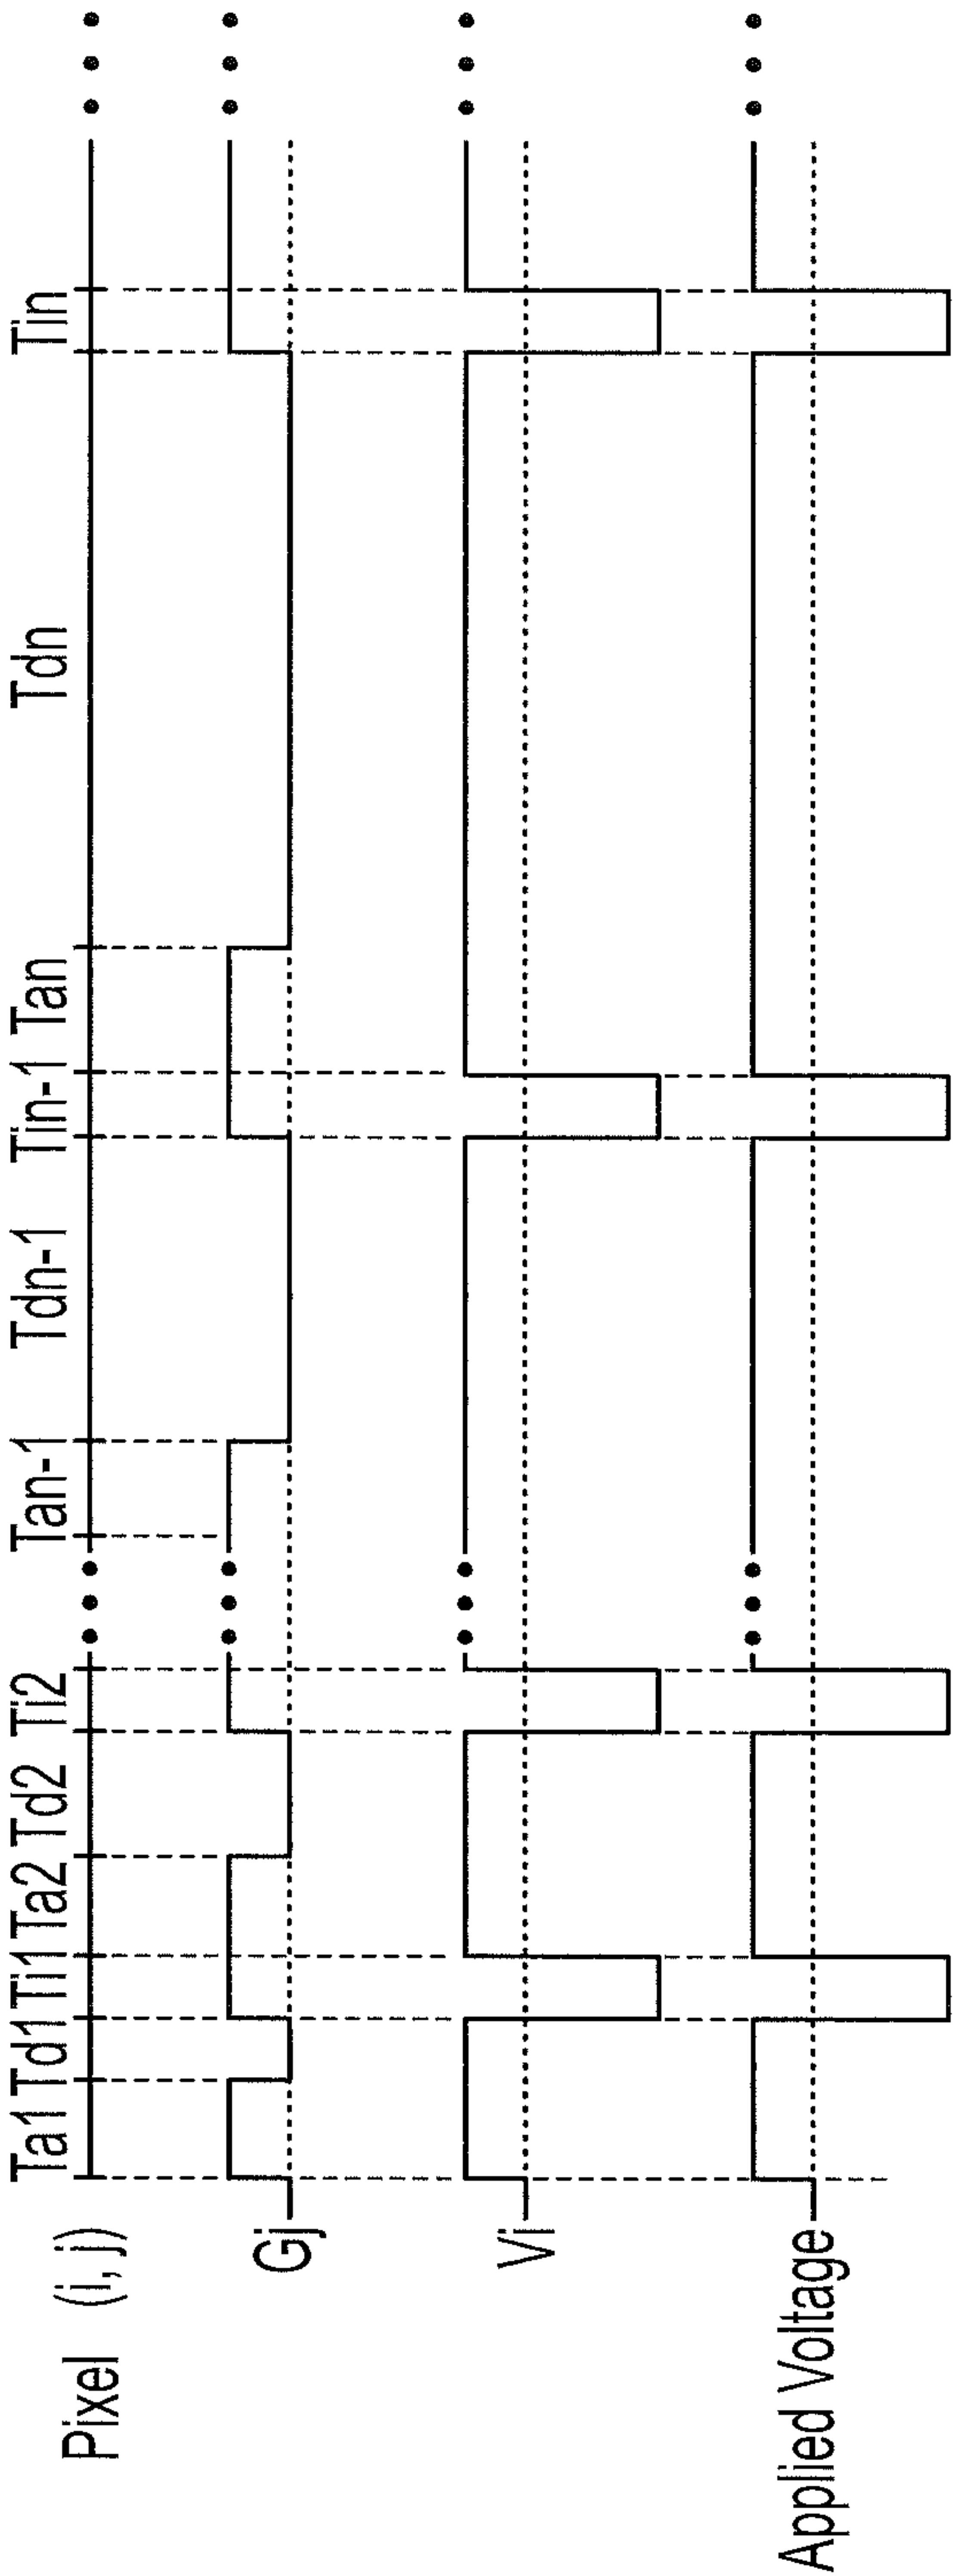 Pixel (i, j) Ta1 Td1 Ti1 Ta2 Td2 Ti2 Tan-1 Tdn-1 Tin-1 Tan Tdn Tin
Gj
Vi
Applied Voltage